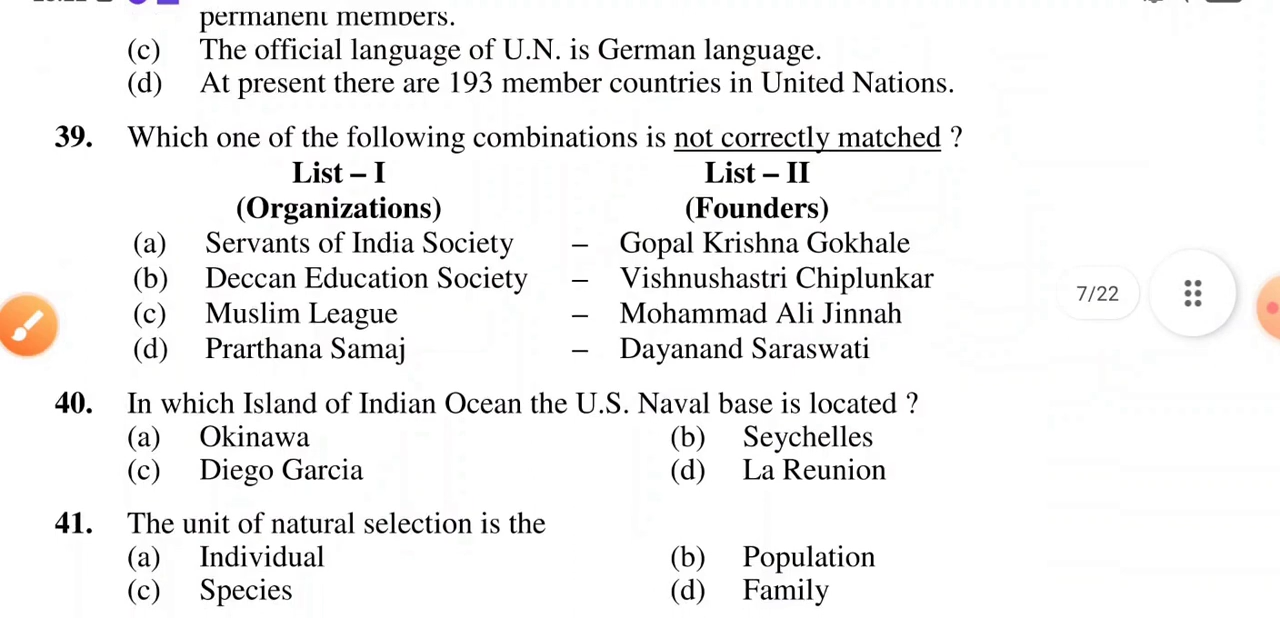 permanent members.
(c) The official language of U.N. is German language.
(d) At present there are 193 member countries in United Nations.
39. Which one of the following combinations is not correctly matched ?
List – I List – II
(Organizations) (Founders)
(a) Servants of India Society – Gopal Krishna Gokhale
(b) Deccan Education Society – Vishnushastri Chiplunkar
(c) Muslim League – Mohammad Ali Jinnah
(d) Prarthana Samaj – Dayanand Saraswati
7/22
40. In which Island of Indian Ocean the U.S. Naval base is located ?
(a) Okinawa (b) Seychelles
(c) Diego Garcia (d) La Reunion
41. The unit of natural selection is the
(a) Individual (b) Population
(c) Species (d) Family